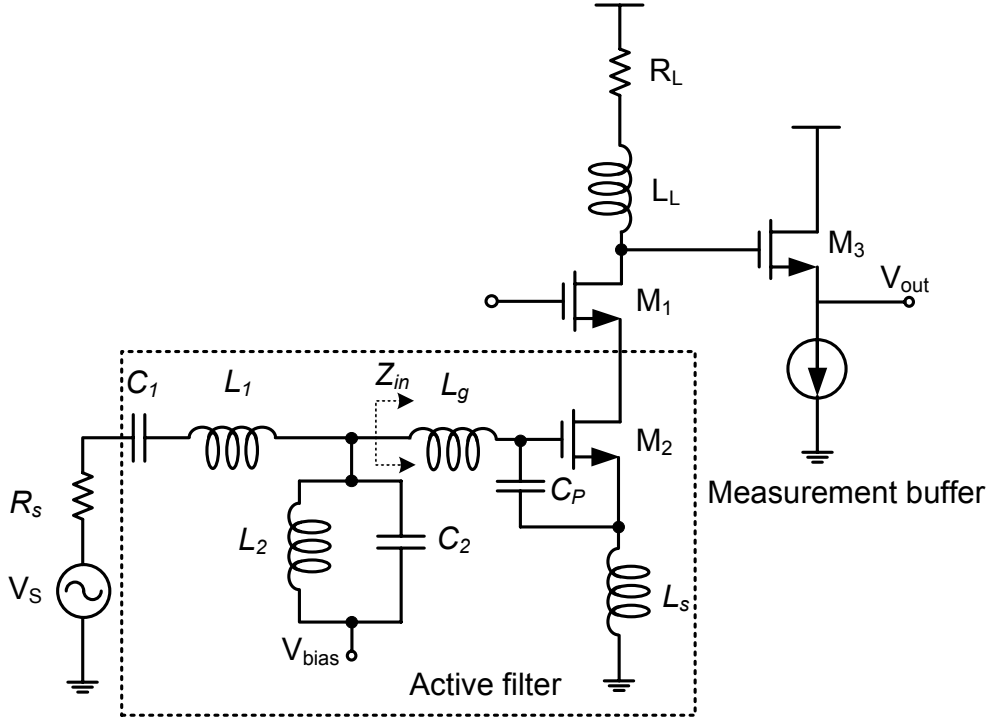 R_L
L_L
M_3
V_out
M_1
C_1
L_1
Z_in
L_g
M_2
R_s
C_P
Measurement buffer
L_2
C_2
V_S
L_s
V_bias
Active filter